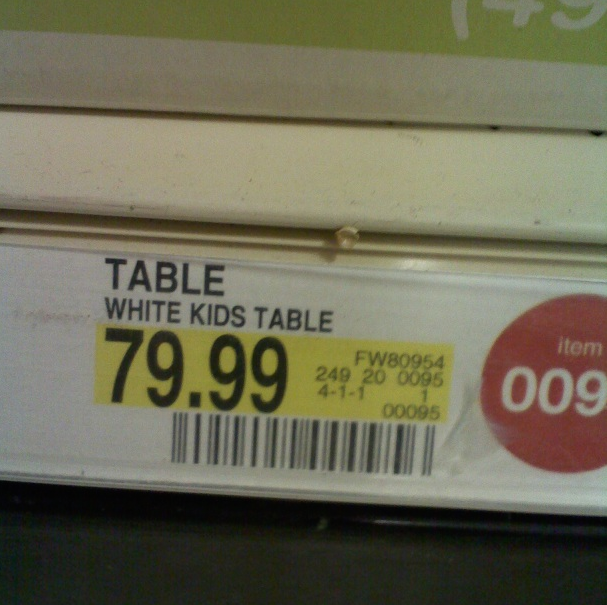 TABLE
WHITE KIDS TABLE
79.99
FW80954
249 20 0095
4-1-1 1
00095
item
009